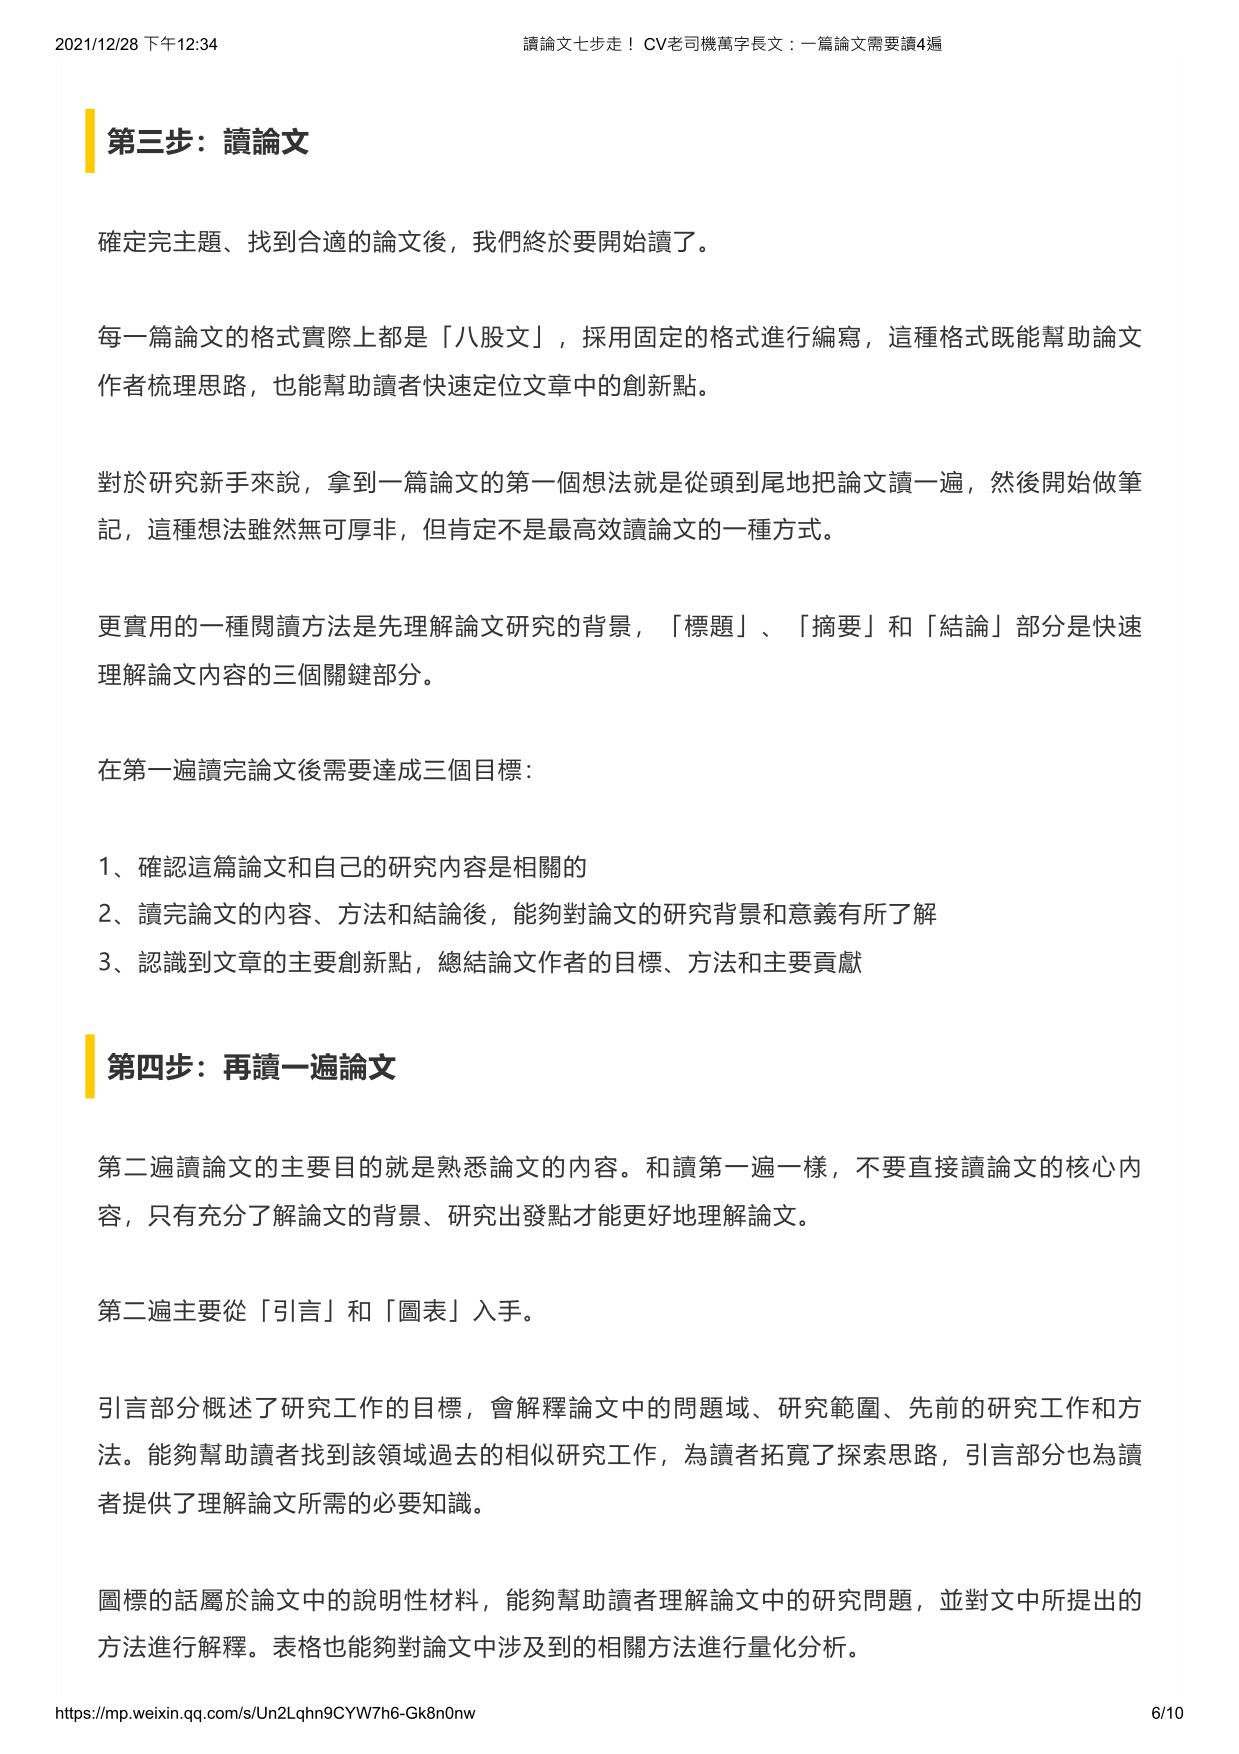 2021/12/28 下午12:34
讀論文七步走！ CV老司機萬字長文：一篇論文需要讀4遍
第三步：讀論文
確定完主題、找到合適的論文後，我們終於要開始讀了。
每一篇論文的格式實際上都是「八股文」，採用固定的格式進行編寫，這種格式既能幫助論文
作者梳理思路，也能幫助讀者快速定位文章中的創新點。
對於研究新手來說，拿到一篇論文的第一個想法就是從頭到尾地把論文讀一遍，然後開始做筆
記，這種想法雖然無可厚非，但肯定不是最高效讀論文的一種方式。
更實用的一種閱讀方法是先理解論文研究的背景，「標題」、「摘要」和「結論」部分是快速
理解論文內容的三個關鍵部分。
在第一遍讀完論文後需要達成三個目標：
1、確認這篇論文和自己的研究內容是相關的
2、讀完論文的內容、方法和結論後，能夠對論文的研究背景和意義有所了解
3、認識到文章的主要創新點，總結論文作者的目標、方法和主要貢獻
第四步：再讀一遍論文
第二遍讀論文的主要目的就是熟悉論文的內容。和讀第一遍一樣，不要直接讀論文的核心內
容，只有充分了解論文的背景、研究出發點才能更好地理解論文。
第二遍主要從「引言」和「圖表」入手。
引言部分概述了研究工作的目標，會解釋論文中的問題域、研究範圍、先前的研究工作和方
法。能夠幫助讀者找到該領域過去的相似研究工作，為讀者拓寬了探索思路，引言部分也為讀
者提供了理解論文所需的必要知識。
圖標的話屬於論文中的說明性材料，能夠幫助讀者理解論文中的研究問題，並對文中所提出的
方法進行解釋。表格也能夠對論文中涉及到的相關方法進行量化分析。
https://mp.weixin.qq.com/s/Un2Lqhn9CYW7h6-Gk8n0nw
6/10